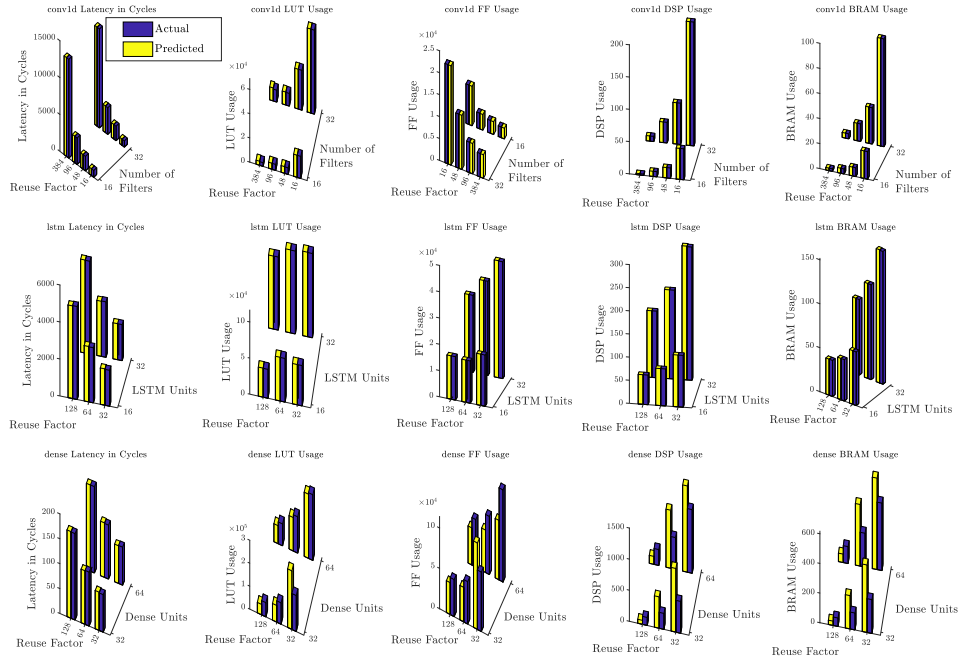 conv1d Latency in Cycles
Latency in Cycles
15000
10000
5000
0
384
96
48
16
Reuse Factor
16
32
Number of
Filters
Actual
Predicted
conv1d LUT Usage
LUT Usage
×10⁴
6
4
2
0
384
96
48
16
Reuse Factor
16
32
Number of
Filters
conv1d FF Usage
FF Usage
×10⁴
2.5
2
1.5
1
0.5
0
16
48
96
384
Reuse Factor
32
16
Number of
Filters
conv1d DSP Usage
DSP Usage
200
150
100
50
0
384
96
48
16
Reuse Factor
16
32
Number of
Filters
conv1d BRAM Usage
BRAM Usage
100
80
60
40
20
0
384
96
48
16
Reuse Factor
16
32
Number of
Filters
lstm Latency in Cycles
Latency in Cycles
6000
4000
2000
0
128
64
32
Reuse Factor
16
32
LSTM Units
lstm LUT Usage
LUT Usage
×10⁴
10
5
0
128
64
32
Reuse Factor
16
32
LSTM Units
lstm FF Usage
FF Usage
×10⁴
5
4
3
2
1
0
128
64
32
Reuse Factor
16
32
LSTM Units
lstm DSP Usage
DSP Usage
300
250
200
150
100
50
0
128
64
32
Reuse Factor
16
32
LSTM Units
lstm BRAM Usage
BRAM Usage
150
100
50
0
128
64
32
Reuse Factor
16
32
LSTM Units
dense Latency in Cycles
Latency in Cycles
200
150
100
50
0
128
64
32
Reuse Factor
32
64
Dense Units
dense LUT Usage
LUT Usage
×10⁵
3
2
1
0
128
64
32
Reuse Factor
32
64
Dense Units
dense FF Usage
FF Usage
×10⁴
10
5
0
128
64
32
Reuse Factor
32
64
Dense Units
dense DSP Usage
DSP Usage
1500
1000
500
0
128
64
32
Reuse Factor
32
64
Dense Units
dense BRAM Usage
BRAM Usage
600
400
200
0
128
64
32
Reuse Factor
32
64
Dense Units